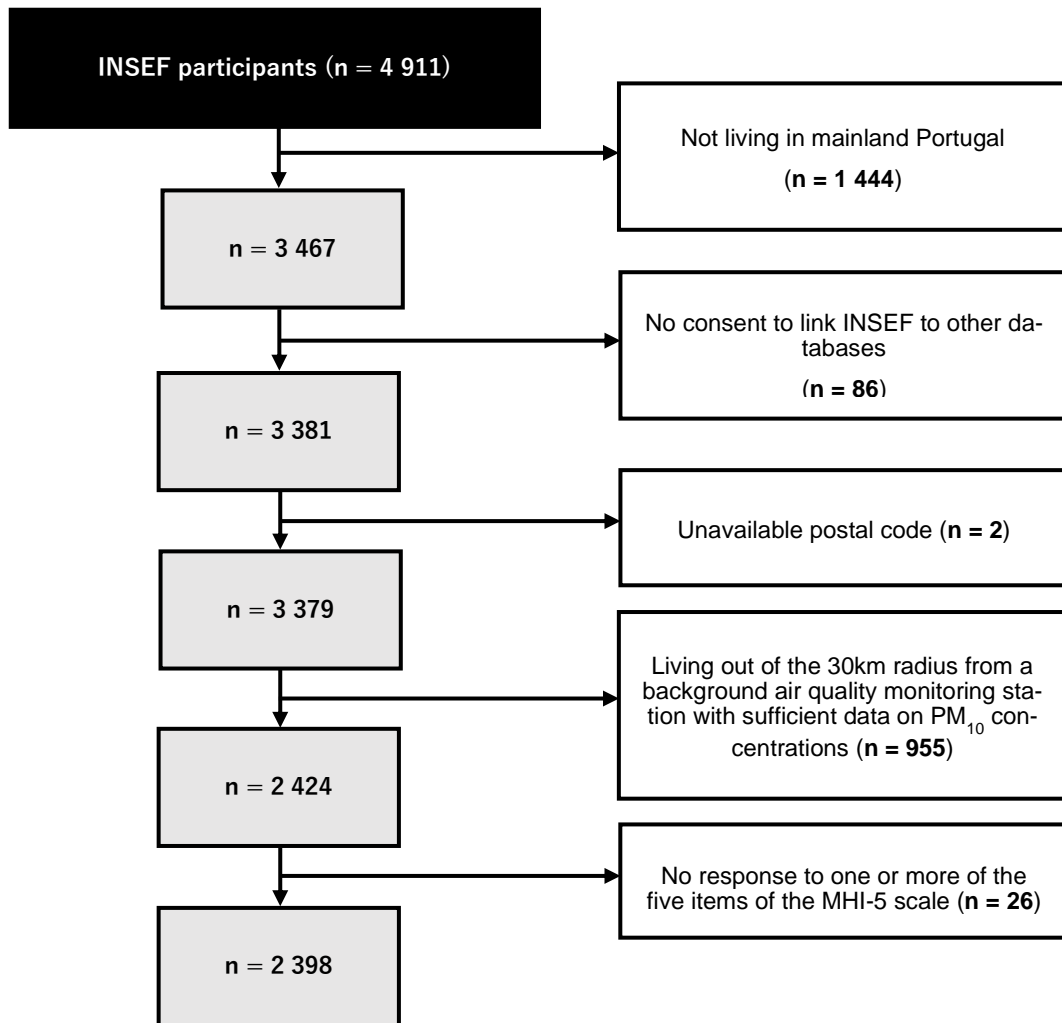 INSEF participants (n = 4 911)
Not living in mainland Portugal
(n = 1 444)
n = 3 467
No consent to link INSEF to other da-
tabases
(n = 86)
n = 3 381
Unavailable postal code (n = 2)
n = 3 379
Living out of the 30km radius from a
background air quality monitoring sta-
tion with sufficient data on PM10 con-
centrations (n = 955)
n = 2 424
No response to one or more of the
five items of the MHI-5 scale (n = 26)
n = 2 398